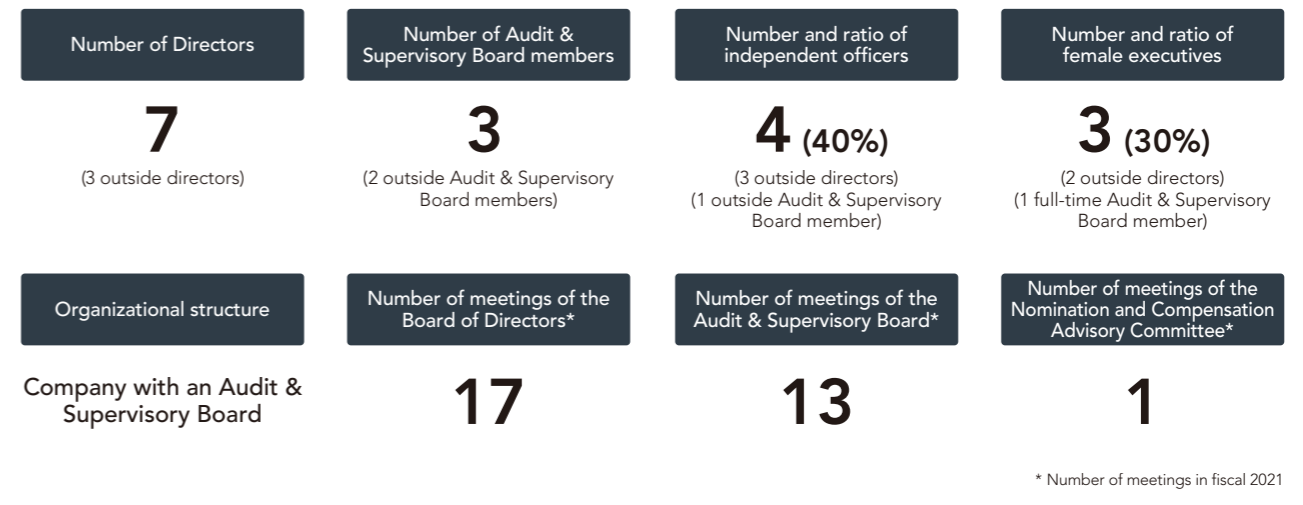 Number of Directors
7
(3 outside directors)
Number of Audit &
Supervisory Board members
3
(2 outside Audit & Supervisory
Board members)
Number and ratio of
independent officers
4 (40%)
(3 outside directors)
(1 outside Audit & Supervisory
Board member)
Number and ratio of
female executives
3 (30%)
(2 outside directors)
(1 full-time Audit & Supervisory
Board member)
Organizational structure
Company with an Audit &
Supervisory Board
Number of meetings of the
Board of Directors*
17
Number of meetings of the
Audit & Supervisory Board*
13
Number of meetings of the
Nomination and Compensation
Advisory Committee*
1
* Number of meetings in fiscal 2021